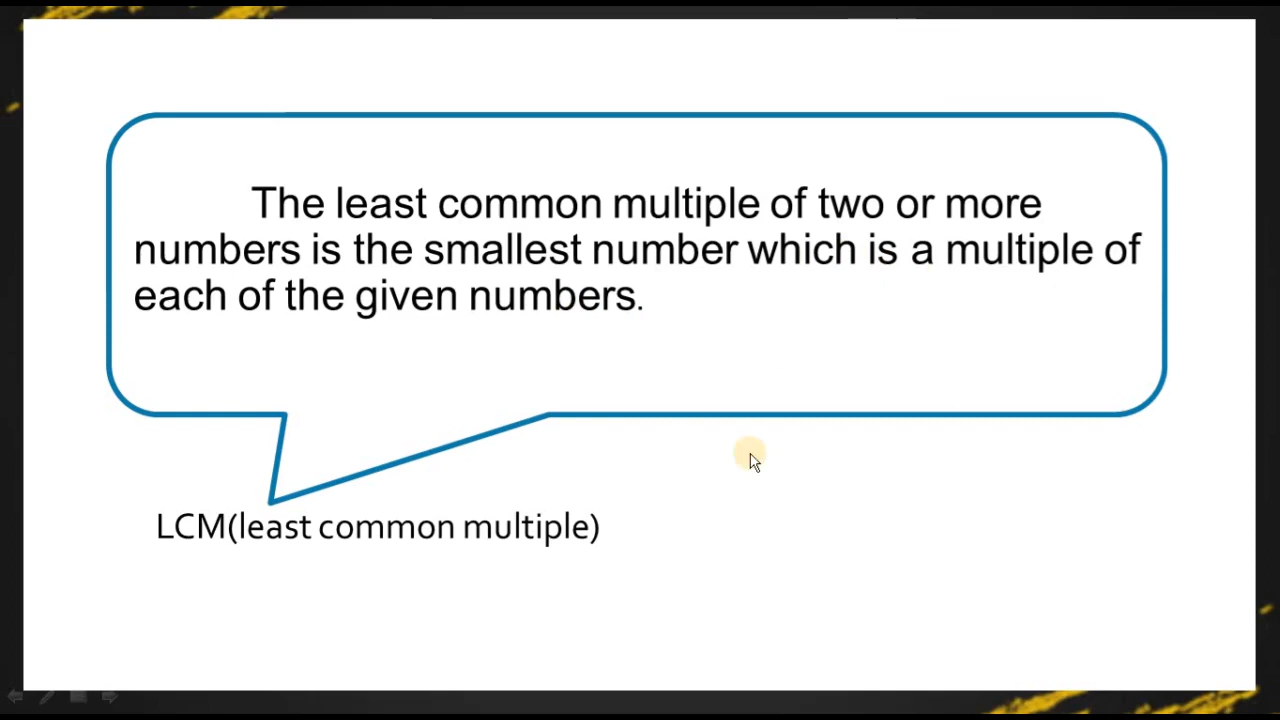 The least common multiple of two or more
numbers is the smallest number which is a multiple of
each of the given numbers.
LCM(least common multiple)